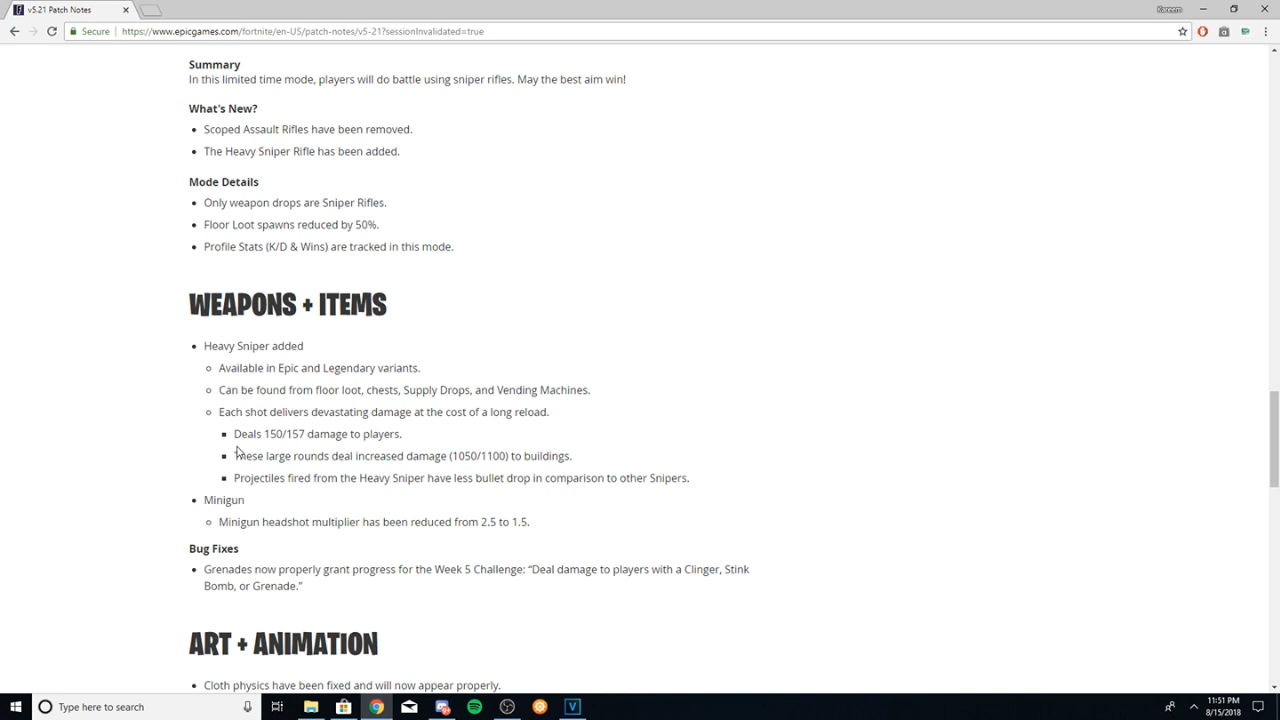 v5.21 Patch Notes
Kareem
Secure
https://www.epicgames.com/fortnite/en-US/patch-notes/v5-21?sessionInvalidated=true
Summary
In this limited time mode, players will do battle using sniper rifles. May the best aim win!
What's New?
Scoped Assault Rifles have been removed.
The Heavy Sniper Rifle has been added.
Mode Details
Only weapon drops are Sniper Rifles.
Floor Loot spawns reduced by 50%.
Profile Stats (K/D & Wins) are tracked in this mode.
WEAPONS + ITEMS
Heavy Sniper added
Available in Epic and Legendary variants.
Can be found from floor loot, chests, Supply Drops, and Vending Machines.
Each shot delivers devastating damage at the cost of a long reload.
Deals 150/157 damage to players.
These large rounds deal increased damage (1050/1100) to buildings.
Projectiles fired from the Heavy Sniper have less bullet drop in comparison to other Snipers.
Minigun
Minigun headshot multiplier has been reduced from 2.5 to 1.5.
Bug Fixes
Grenades now properly grant progress for the Week 5 Challenge: “Deal damage to players with a Clinger, Stink
Bomb, or Grenade.”
ART + ANIMATION
Cloth physics have been fixed and will now appear properly.
Type here to search
11:51 PM
8/15/2018